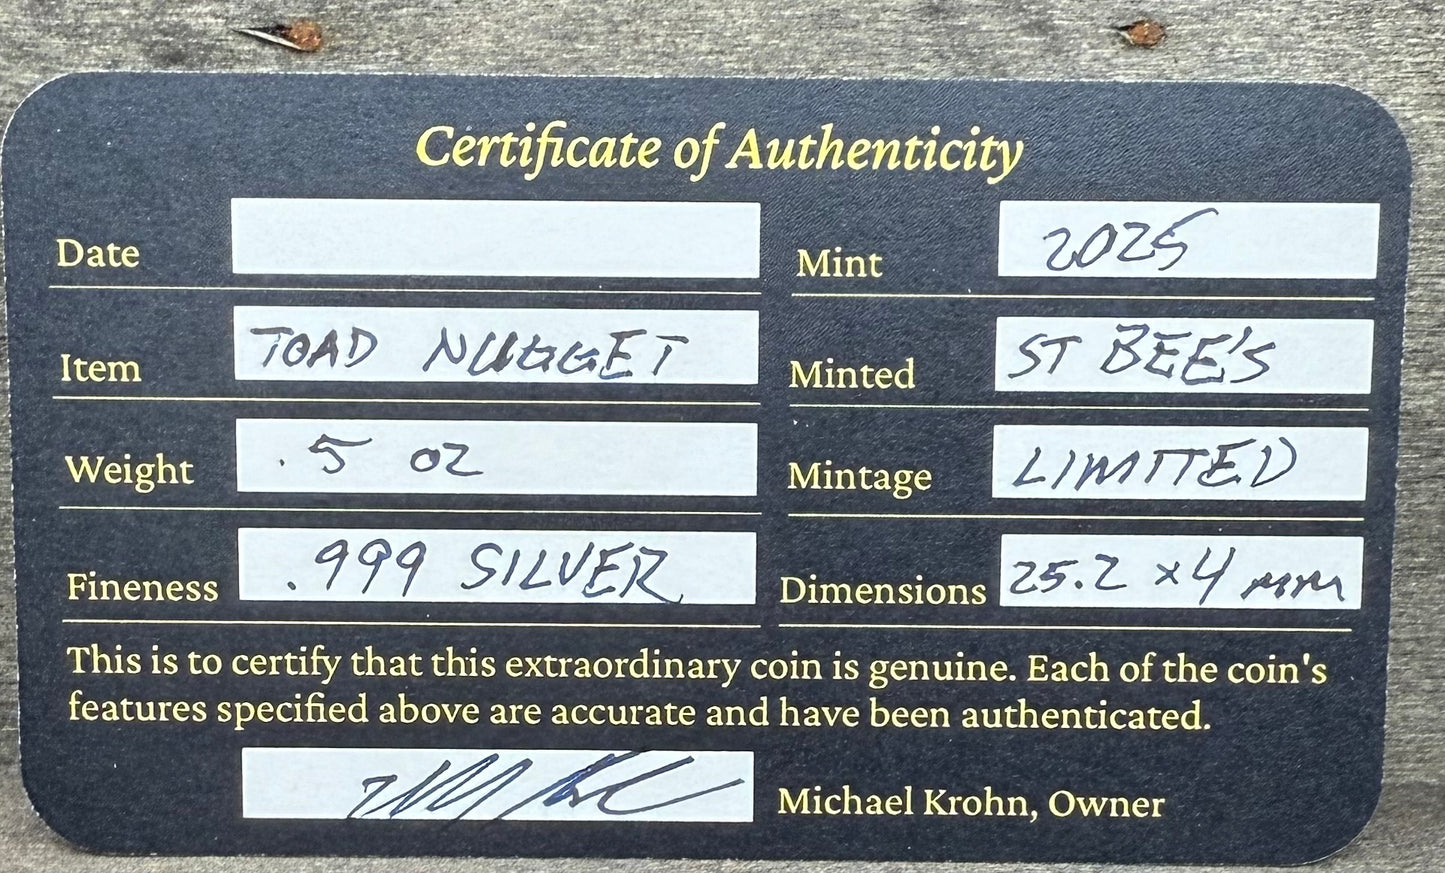 Certificate of Authenticity
Date
Mint 2025
Item TOAD NUGGET
Minted ST BEE'S
Weight .5 OZ
Mintage LIMITED
Fineness .999 SILVER
Dimensions 25.2 x 4 mm
This is to certify that this extraordinary coin is genuine. Each of the coin's
features specified above are accurate and have been authenticated.
Michael Krohn, Owner